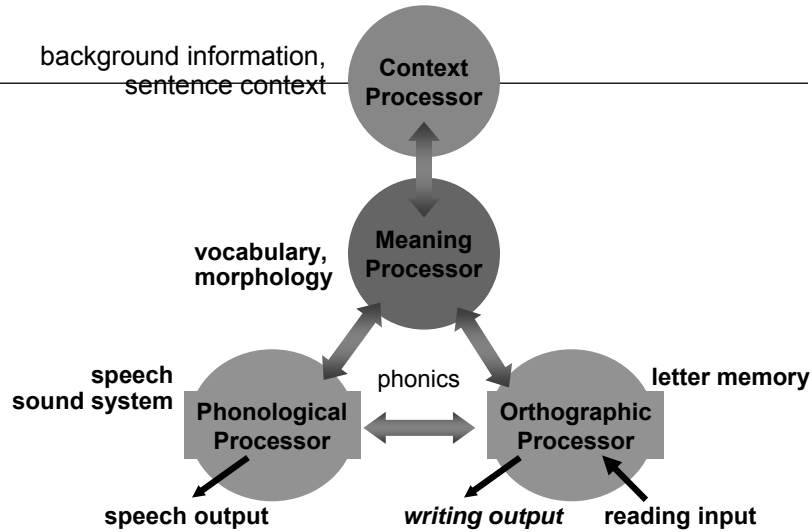 background information,
sentence context
Context
Processor
vocabulary,
morphology
Meaning
Processor
speech
sound system
phonics
letter memory
Phonological
Processor
Orthographic
Processor
speech output
writing output
reading input